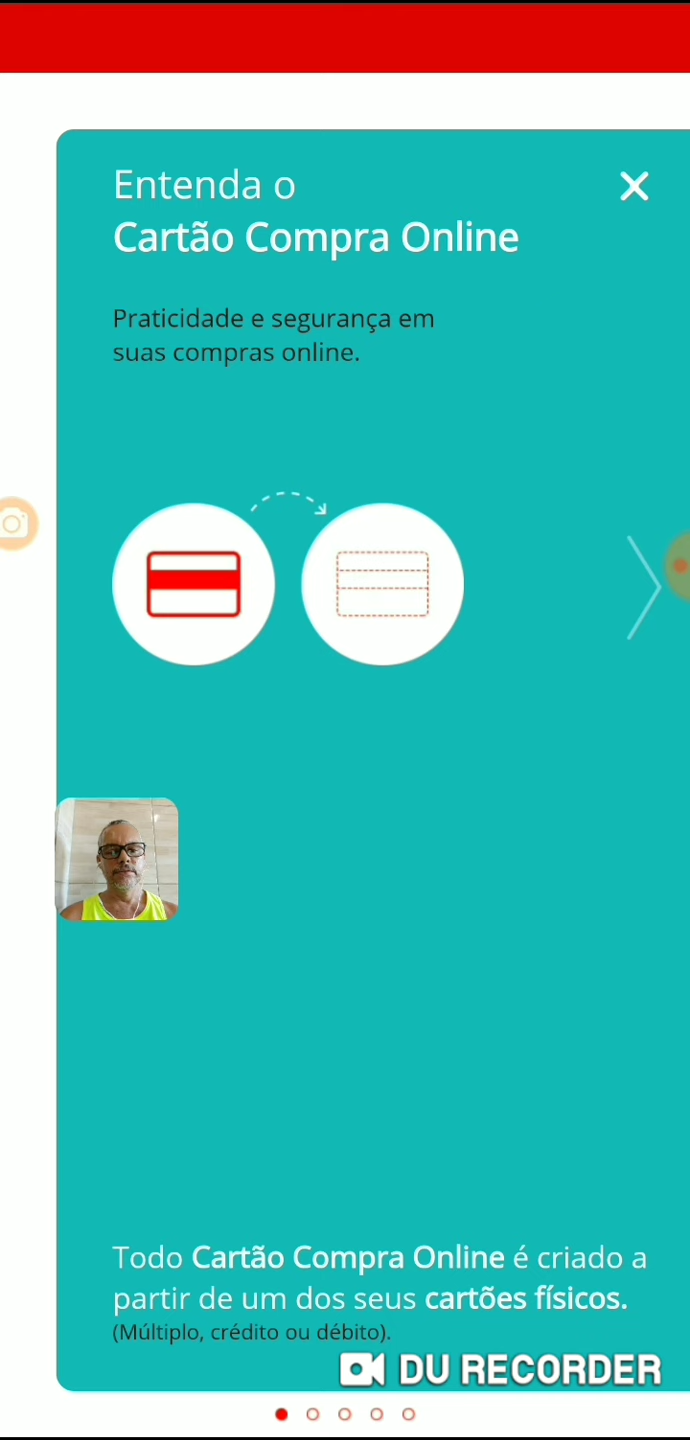 Entenda o
Cartão Compra Online
Praticidade e segurança em
suas compras online.
Todo Cartão Compra Online é criado a
partir de um dos seus cartões físicos.
(Múltiplo, crédito ou débito).
DU RECORDER